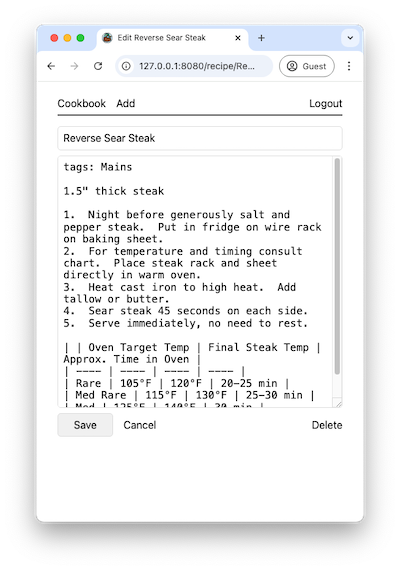 Edit Reverse Sear Steak
127.0.0.1:8080/recipe/Re...
Guest
Cookbook Add Logout
Reverse Sear Steak
tags: Mains
1.5" thick steak
1.  Night before generously salt and
pepper steak.  Put in fridge on wire rack
on baking sheet.
2.  For temperature and timing consult
chart.  Place steak rack and sheet
directly in warm oven.
3.  Heat cast iron to high heat.  Add
tallow or butter.
4.  Sear steak 45 seconds on each side.
5.  Serve immediately, no need to rest.
| | Oven Target Temp | Final Steak Temp |
Approx. Time in Oven |
| ---- | ---- | ---- | ---- |
| Rare | 105°F | 120°F | 20-25 min |
| Med Rare | 115°F | 130°F | 25-30 min |
| Med | 125°F | 140°F | 30 min |
Save Cancel Delete